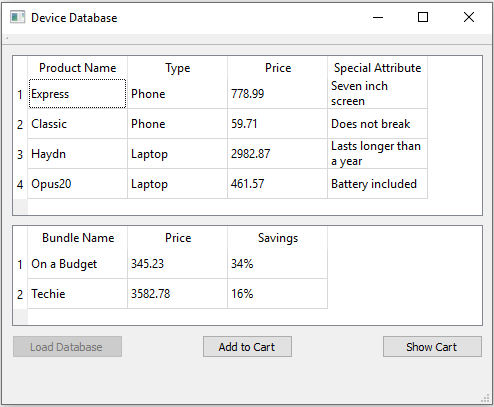 Device Database
Product Name Type Price Special Attribute
1 Express Phone 778.99 Seven inch
screen
2 Classic Phone 59.71 Does not break
3 Haydn Laptop 2982.87 Lasts longer than
a year
4 Opus20 Laptop 461.57 Battery included
Bundle Name Price Savings
1 On a Budget 345.23 34%
2 Techie 3582.78 16%
Load Database Add to Cart Show Cart